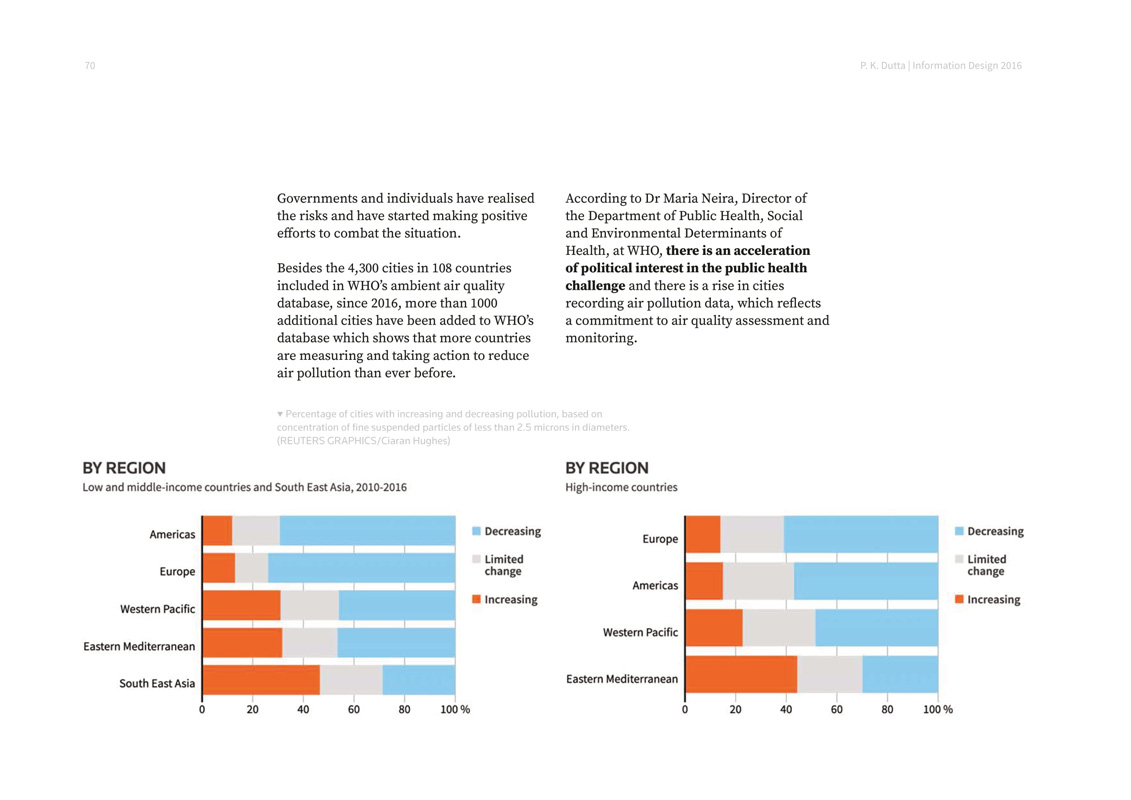 70
P. K. Dutta | Information Design 2016
Governments and individuals have realised
the risks and have started making positive
efforts to combat the situation.
Besides the 4,300 cities in 108 countries
included in WHO’s ambient air quality
database, since 2016, more than 1000
additional cities have been added to WHO’s
database which shows that more countries
are measuring and taking action to reduce
air pollution than ever before.
According to Dr Maria Neira, Director of
the Department of Public Health, Social
and Environmental Determinants of
Health, at WHO, there is an acceleration
of political interest in the public health
challenge and there is a rise in cities
recording air pollution data, which reflects
a commitment to air quality assessment and
monitoring.
♥ Percentage of cities with increasing and decreasing pollution, based on
concentration of fine suspended particles of less than 2.5 microns in diameters.
(REUTERS GRAPHICS/Ciaran Hughes)
BY REGION
Low and middle-income countries and South East Asia, 2010-2016
Americas
Europe
Western Pacific
Eastern Mediterranean
South East Asia
0 20 40 60 80 100 %
Decreasing
Limited
change
Increasing
BY REGION
High-income countries
Europe
Americas
Western Pacific
Eastern Mediterranean
0 20 40 60 80 100 %
Decreasing
Limited
change
Increasing